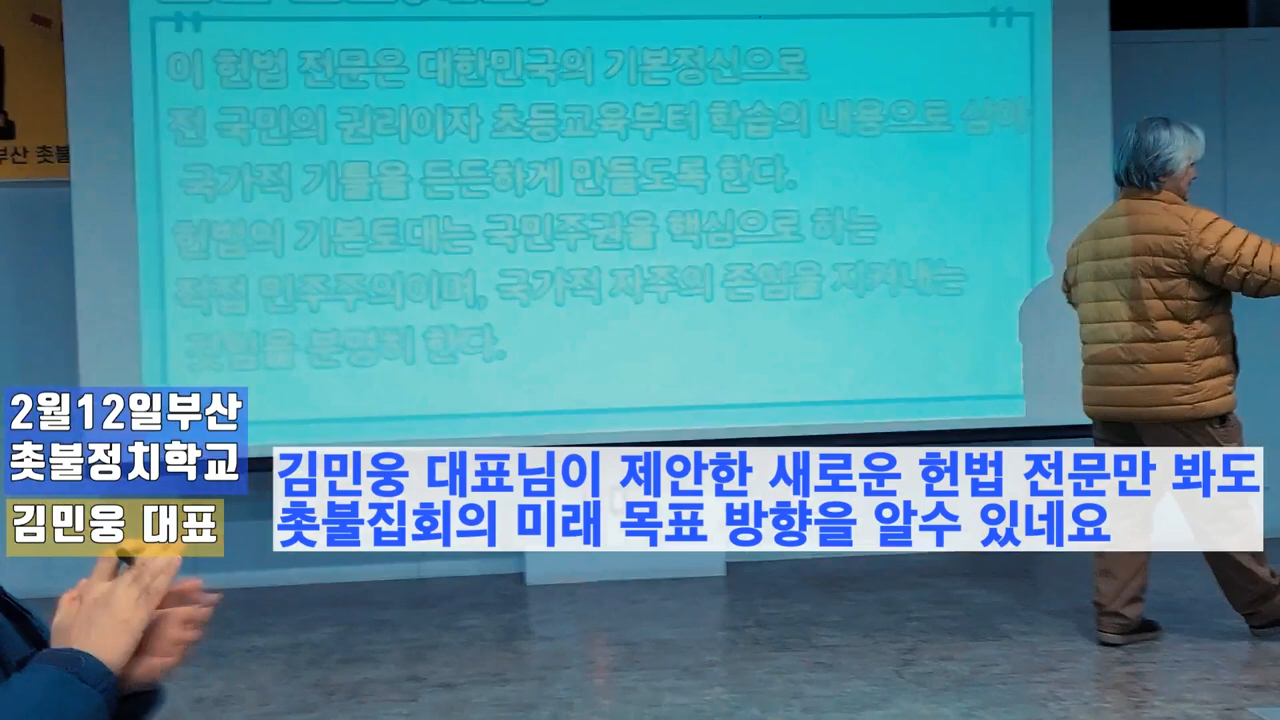 이 헌법 전문은 대한민국의 기본정신으로
전 국민의 권리이자 초등교육부터 학습의 내용으로 삼아
국가적 기틀을 든든하게 만들도록 한다.
헌법의 기본토대는 국민주권을 핵심으로 하는
직접 민주주의이며, 국가적 자주의 존엄을 지켜내는
것임을 분명히 한다.
부산 촛불
2월12일부산
촛불정치학교
김민웅 대표
김민웅 대표님이 제안한 새로운 헌법 전문만 봐도
촛불집회의 미래 목표 방향을 알수 있네요